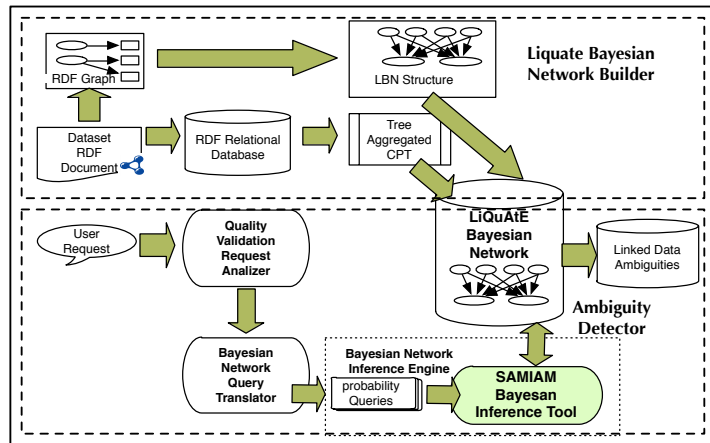 RDF Graph
LBN Structure
Liquate Bayesian
Network Builder
Dataset
RDF
Document
RDF Relational
Database
Tree
Aggregated
CPT
User
Request
Quality
Validation
Request
Analizer
LiQuAtE
Bayesian
Network
Linked Data
Ambiguities
Ambiguity
Detector
Bayesian
Network
Query
Translator
Bayesian Network
Inference Engine
probability
Queries
SAMIAM
Bayesan
Inference Tool